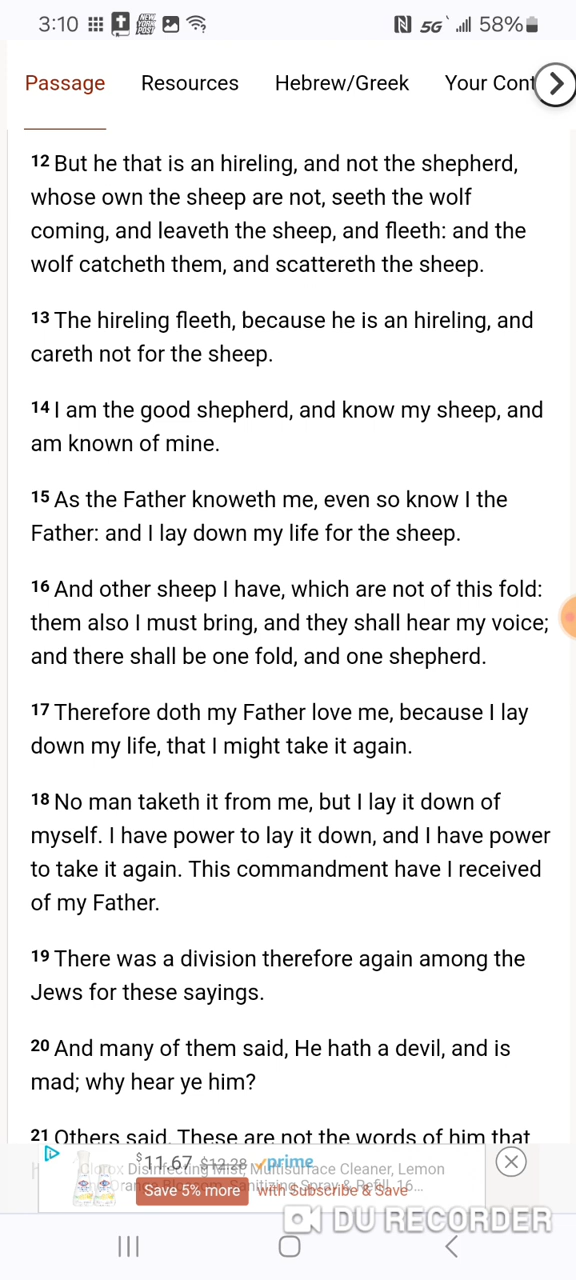 3:10 NEW YORK POST 5G 58%
Passage Resources Hebrew/Greek Your Cont
12 But he that is an hireling, and not the shepherd,
whose own the sheep are not, seeth the wolf
coming, and leaveth the sheep, and fleeth: and the
wolf catcheth them, and scattereth the sheep.
13 The hireling fleeth, because he is an hireling, and
careth not for the sheep.
14 I am the good shepherd, and know my sheep, and
am known of mine.
15 As the Father knoweth me, even so know I the
Father: and I lay down my life for the sheep.
16 And other sheep I have, which are not of this fold:
them also I must bring, and they shall hear my voice;
and there shall be one fold, and one shepherd.
17 Therefore doth my Father love me, because I lay
down my life, that I might take it again.
18 No man taketh it from me, but I lay it down of
myself. I have power to lay it down, and I have power
to take it again. This commandment have I received
of my Father.
19 There was a division therefore again among the
Jews for these sayings.
20 And many of them said, He hath a devil, and is
mad; why hear ye him?
21 Others said, These are not the words of him that
$11.67 $12.28 prime
Clorox Disinfecting Mist, Multisurface Cleaner, Lemon
Sanitizing Spray & Refill, 16...
Save 5% more with Subscribe & Save
DU RECORDER